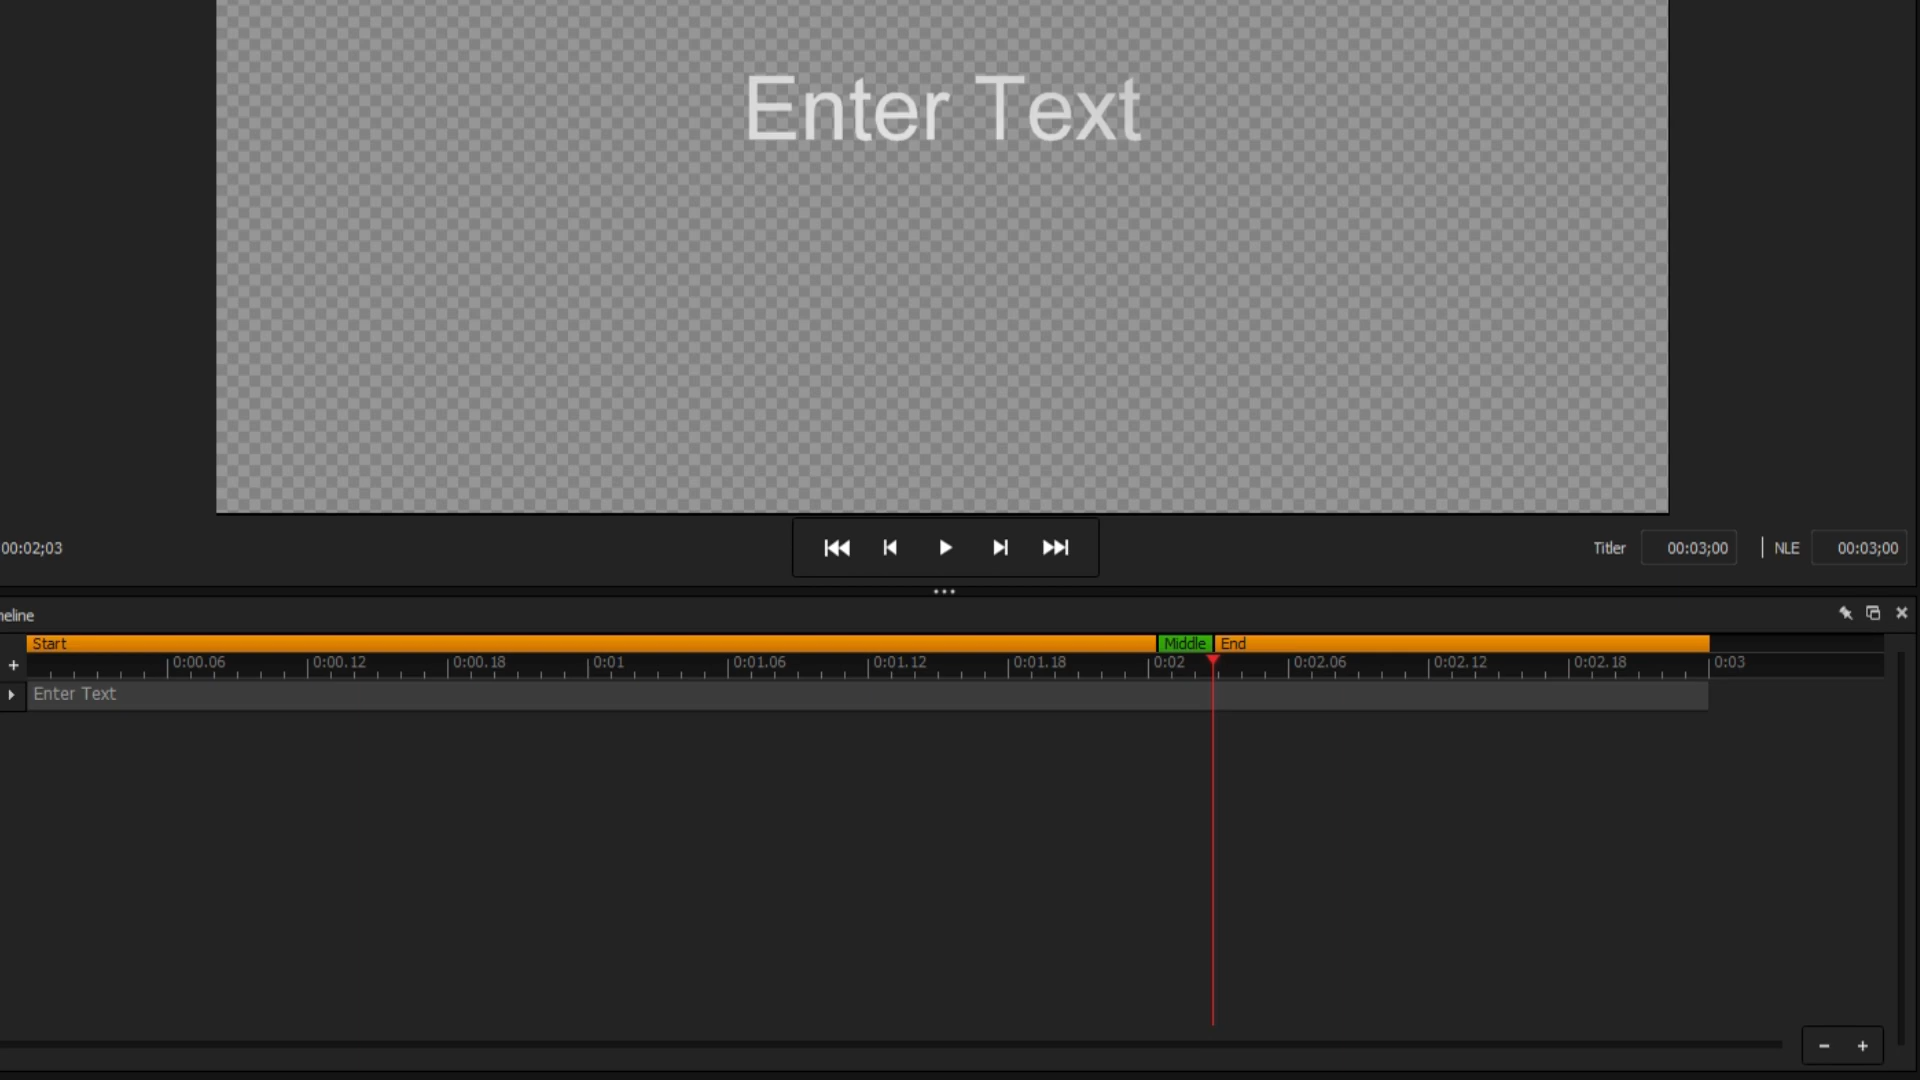 Enter Text
00:02;03
Titler 00:03;00 | NLE 00:03;00
neline
Start Middle End
0:00.06 0:00.12 0:00.18 0:01 0:01.06 0:01.12 0:01.18 0:02 0:02.06 0:02.12 0:02.18 0:03
Enter Text